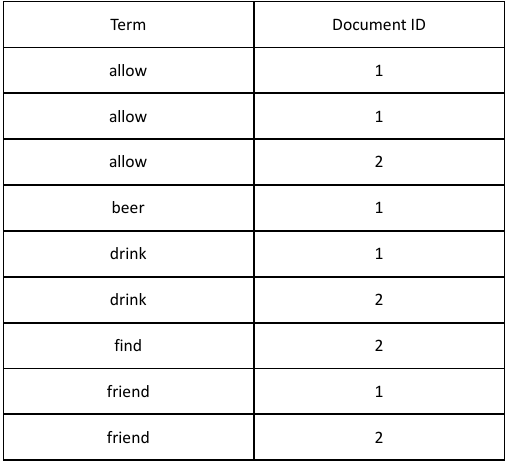 Term Document ID
allow 1
allow 1
allow 2
beer 1
drink 1
drink 2
find 2
friend 1
friend 2